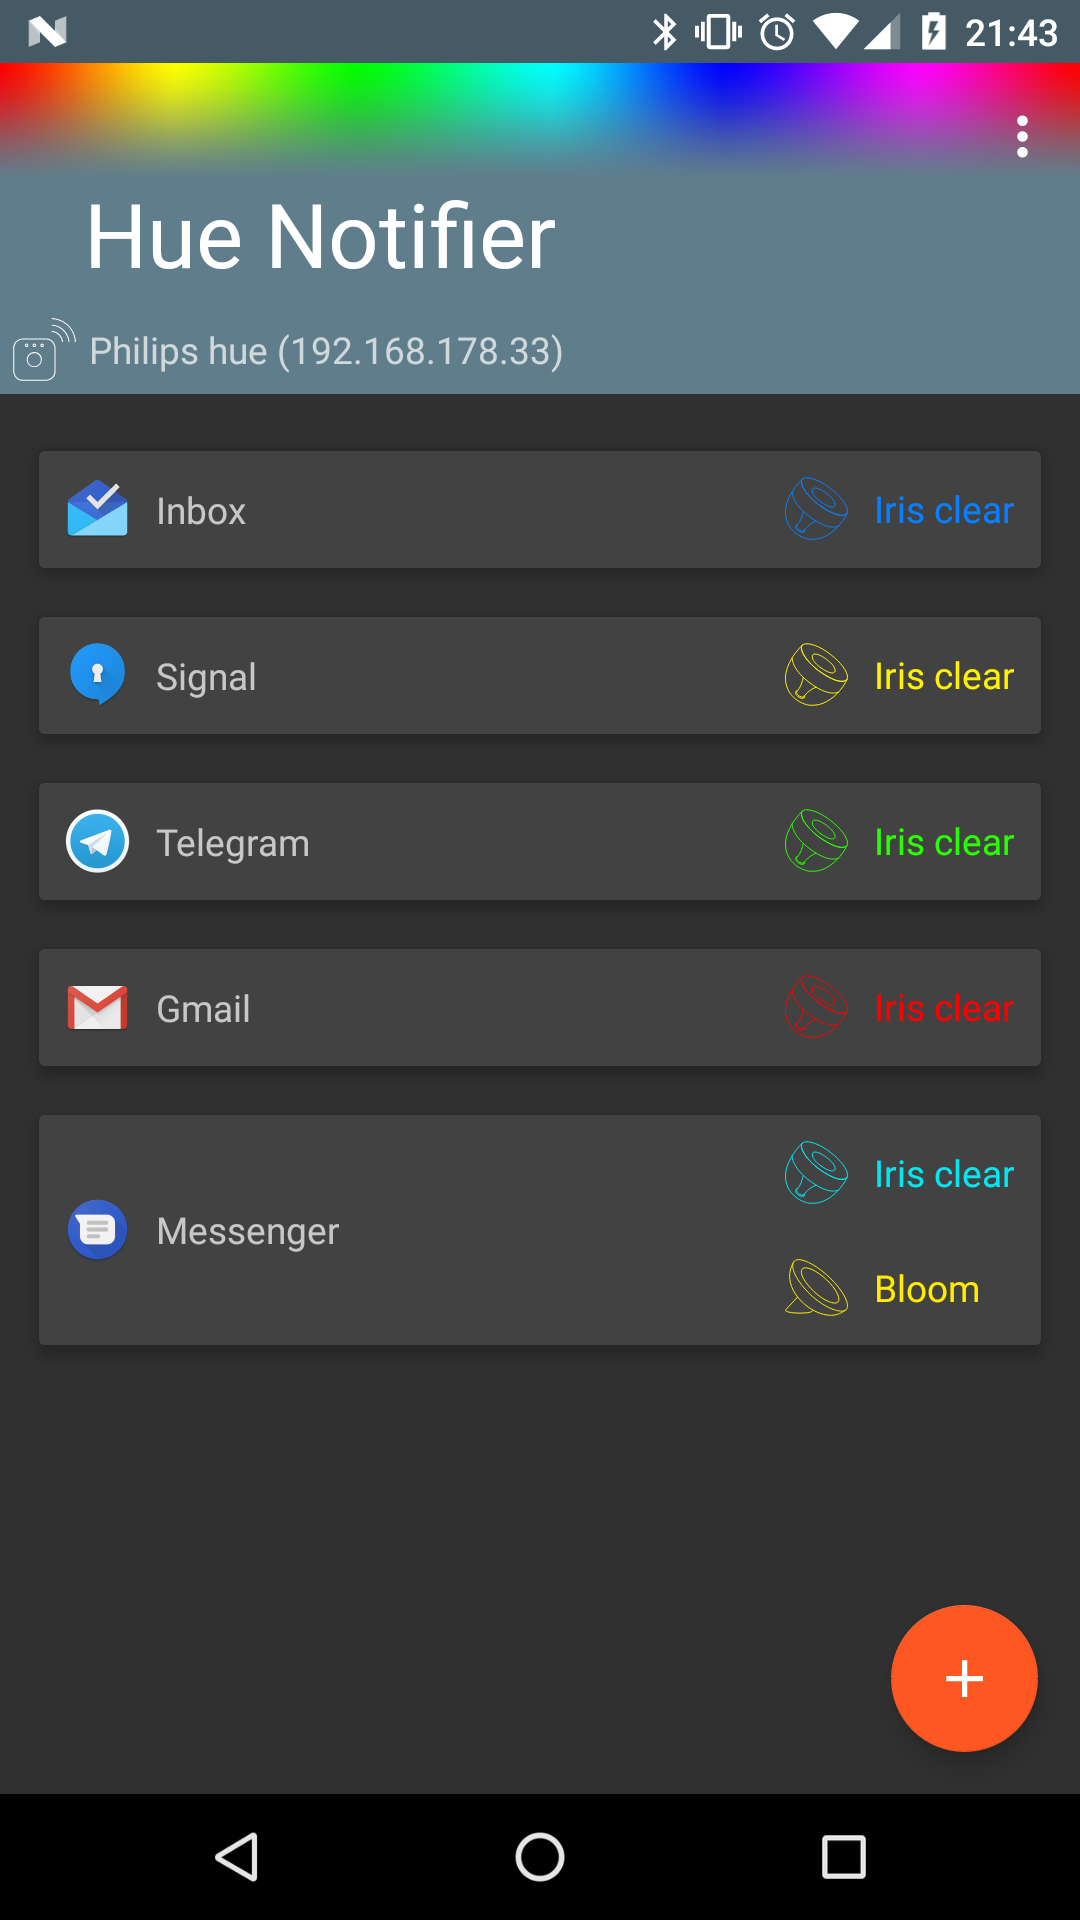 21:43
Hue Notifier
Philips hue (192.168.178.33)
Inbox
Iris clear
Signal
Iris clear
Telegram
Iris clear
Gmail
Iris clear
Messenger
Iris clear
Bloom